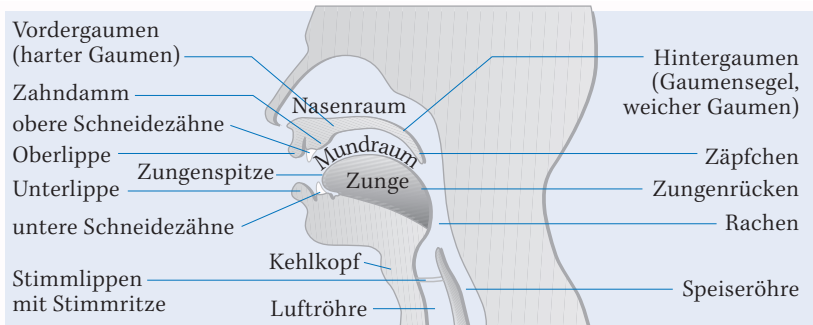 Vordergaumen
(harter Gaumen)
Zahndamm
obere Schneidezähne
Oberlippe
Zungenspitze
Unterlippe
untere Schneidezähne
Stimmlippen
mit Stimmritze
Nasenraum
Mundraum
Zunge
Kehlkopf
Luftröhre
Hintergaumen
(Gaumensegel,
weicher Gaumen)
Zäpfchen
Zungenrücken
Rachen
Speiseröhre